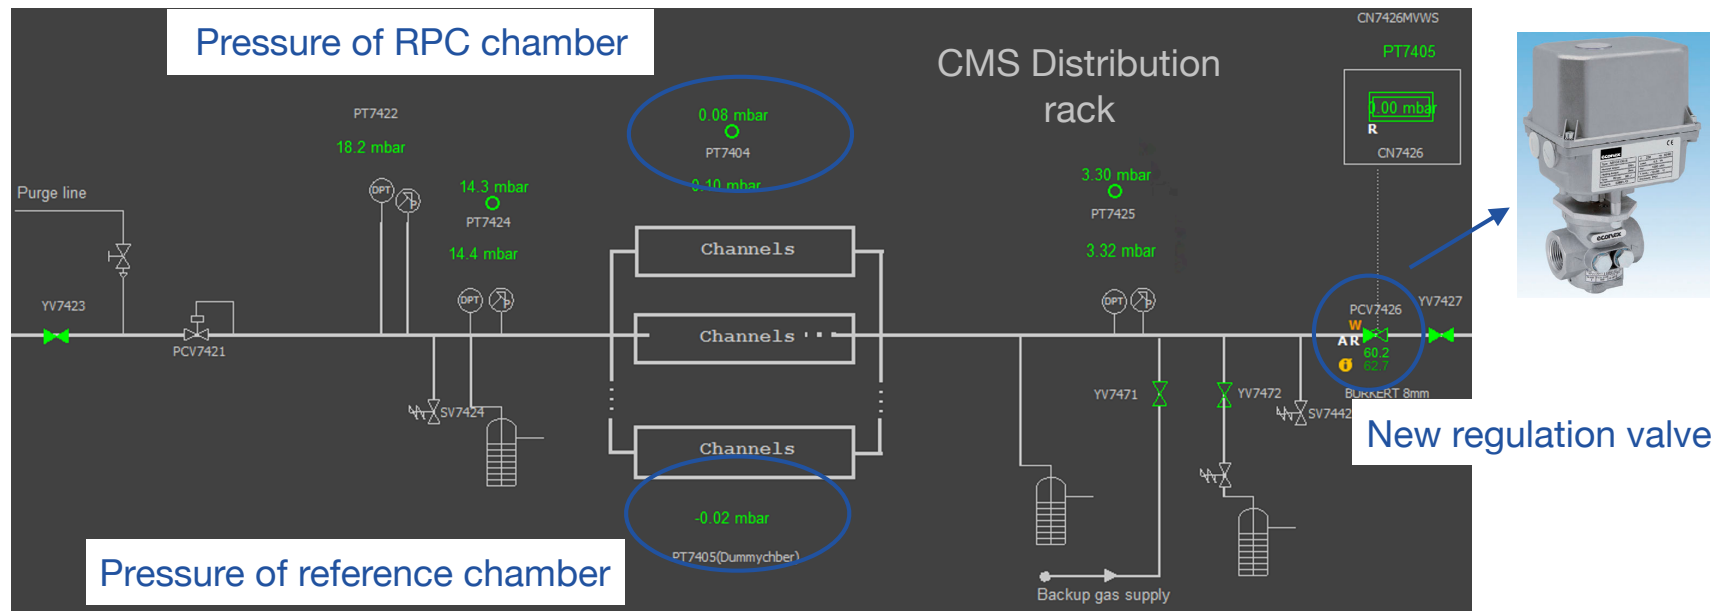 Pressure of RPC chamber
CMS Distribution
rack
CN7426MVWS
PT7405
0.00 mbar
R
CN7426
PT7422
18.2 mbar
0.08 mbar
PT7404
0.10 mbar
14.3 mbar
PT7424
14.4 mbar
3.30 mbar
PT7425
3.32 mbar
Purge line
DPT
P
DPT
P
DPT
P
Channels
Channels
Channels
YV7423
PCV7421
SV7424
PCV7426
YV7427
W
AR
60.2
62.7
i
BURKERT 8mm
YV7471
YV7472
SV7442
New regulation valve
-0.02 mbar
PT7405(Dummychber)
Pressure of reference chamber
Backup gas supply
econex
econex
CE